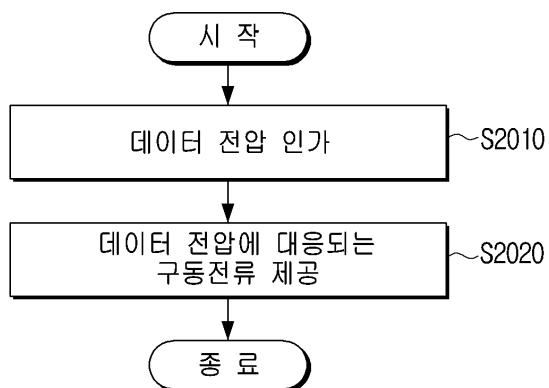 시 작
데이터 전압 인가
S2010
데이터 전압에 대응되는
구동전류 제공
S2020
종 료